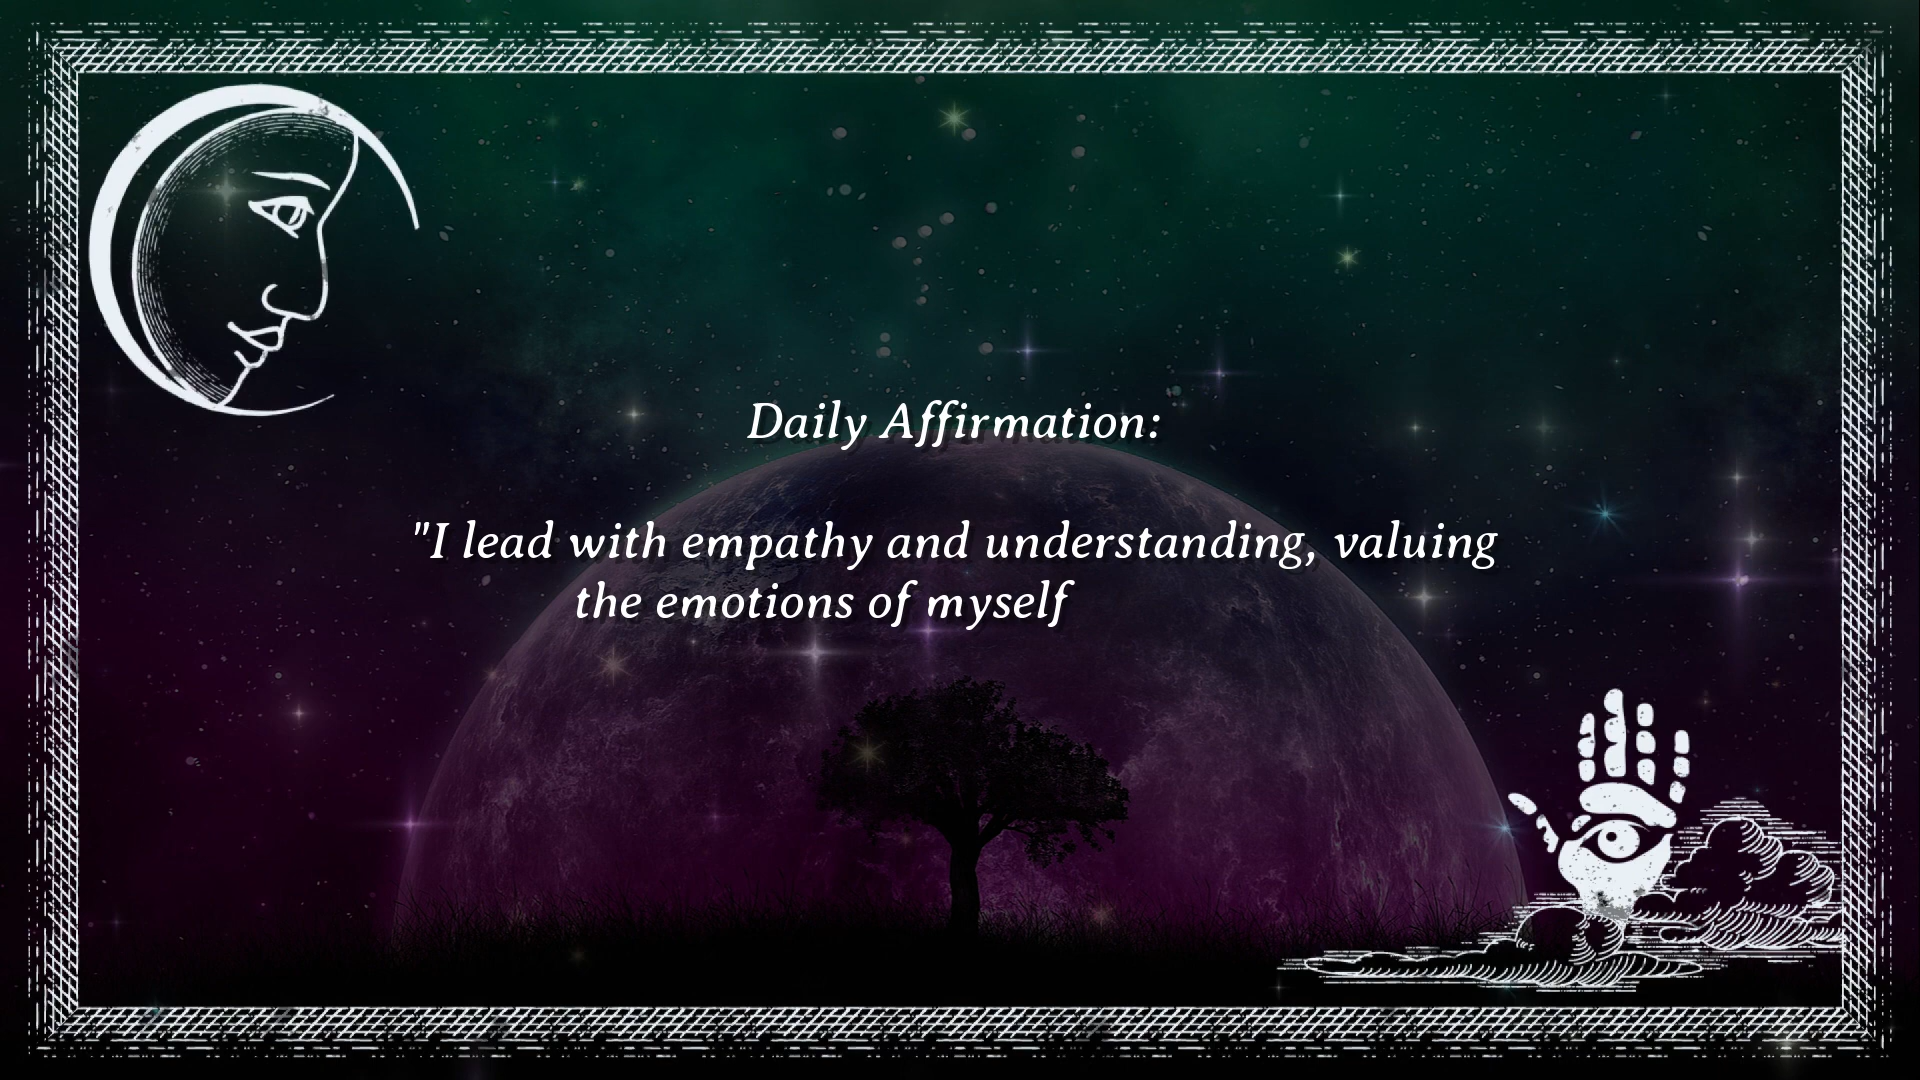 Daily Affirmation:
"I lead with empathy and understanding, valuing
the emotions of myself